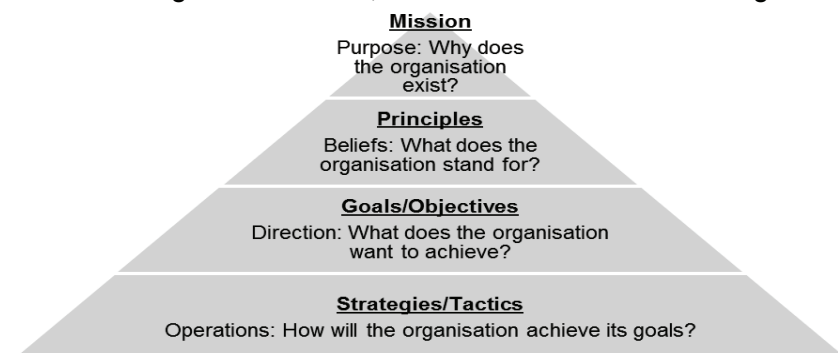 Mission
Purpose: Why does
the organisation
exist?
Principles
Beliefs: What does the
organisation stand for?
Goals/Objectives
Direction: What does the organisation
want to achieve?
Strategies/Tactics
Operations: How will the organisation achieve its goals?